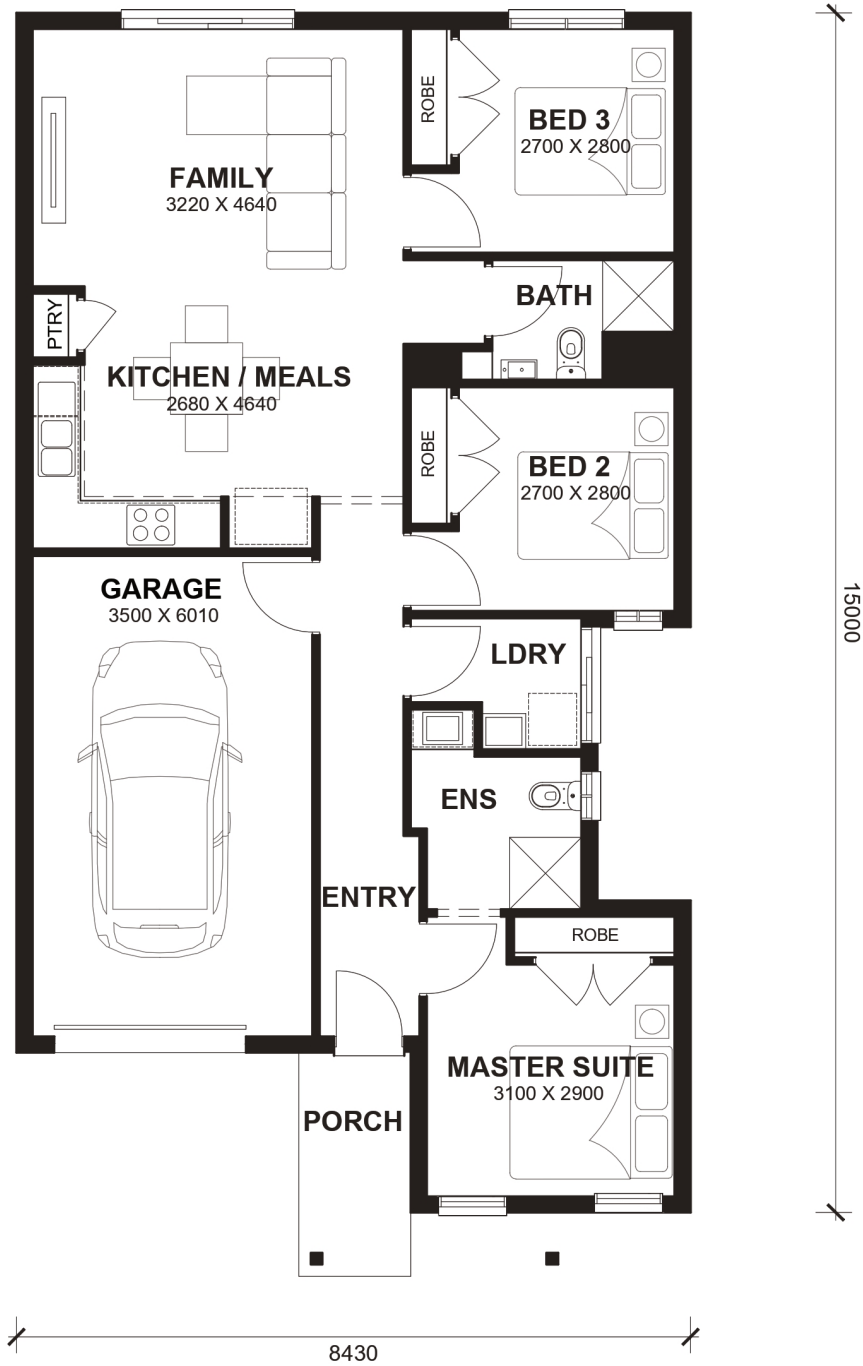 ROBE
BED 3
2700 X 2800
FAMILY
3220 X 4640
BATH
PTRY
KITCHEN / MEALS
2680 X 4640
ROBE
BED 2
2700 X 2800
GARAGE
3500 X 6010
15000
LDRY
ENS
ENTRY
ROBE
MASTER SUITE
3100 X 2900
PORCH
8430